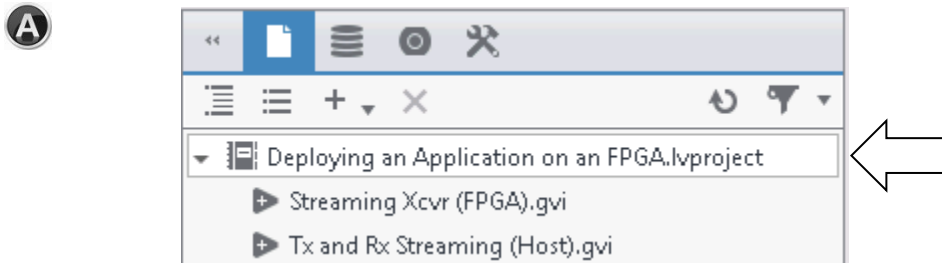 A
Deploying an Application on an FPGA.lvproject
Streaming Xcvr (FPGA).gvi
Tx and Rx Streaming (Host).gvi